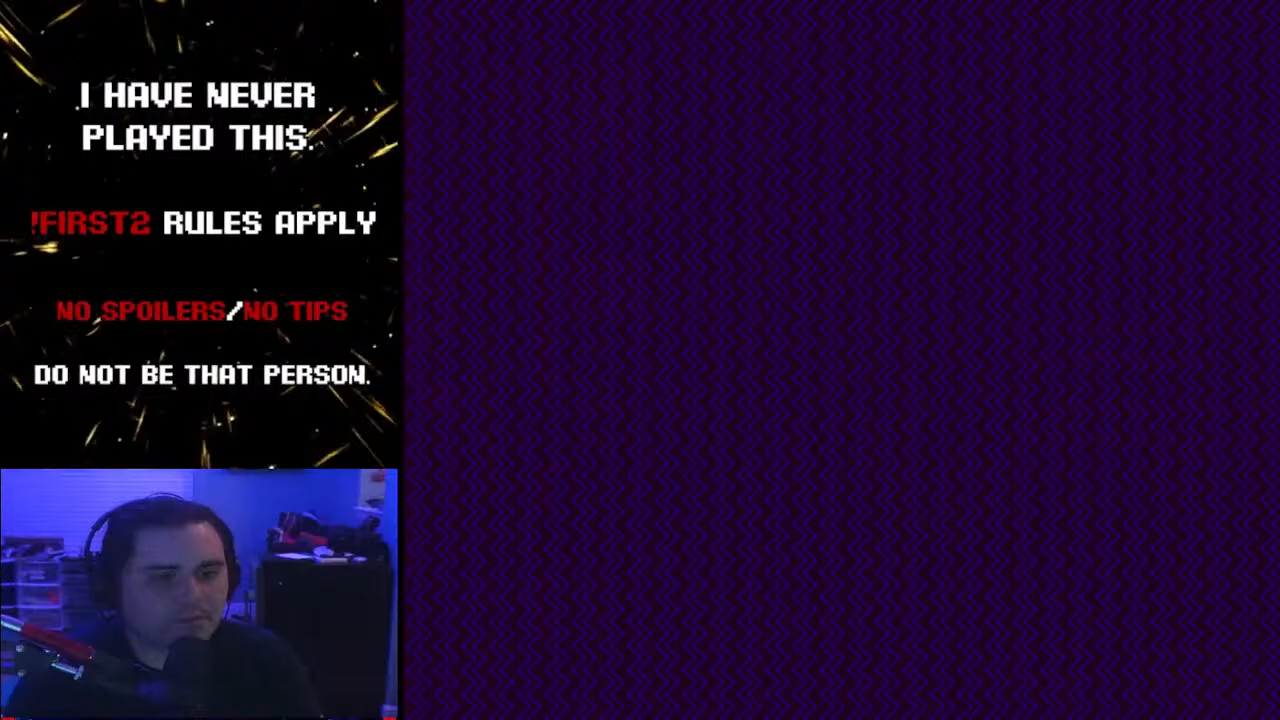 I HAVE NEVER
PLAYED THIS.
!FIRST2 RULES APPLY
NO SPOILERS/NO TIPS
DO NOT BE THAT PERSON.